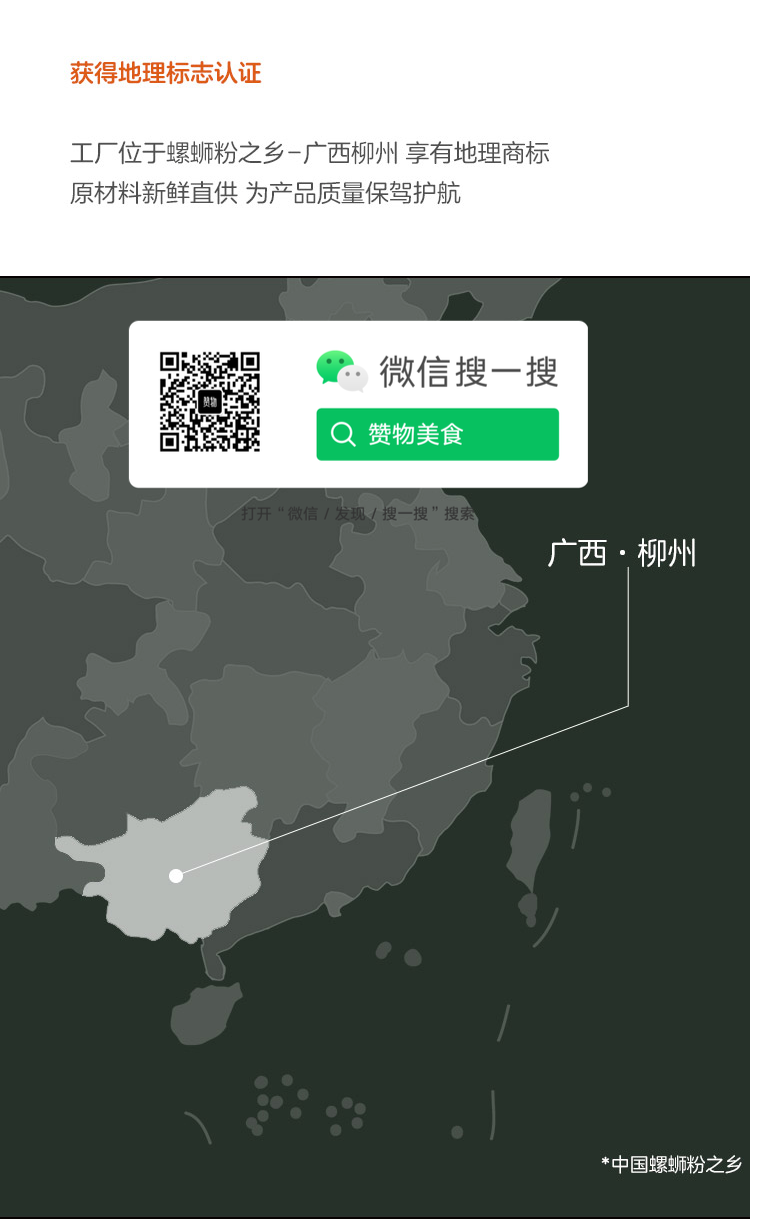 获得地理标志认证
工厂位于螺蛳粉之乡-广西柳州 享有地理商标
原材料新鲜直供 为产品质量保驾护航
赞物
微信搜一搜
赞物美食
打开“微信 / 发现 / 搜一搜”搜索
广西·柳州
*中国螺蛳粉之乡